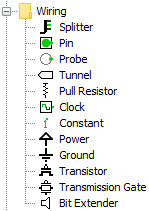 Wiring
Splitter
Pin
Probe
Tunnel
Pull Resistor
Clock
Constant
Power
Ground
Transistor
Transmission Gate
Bit Extender